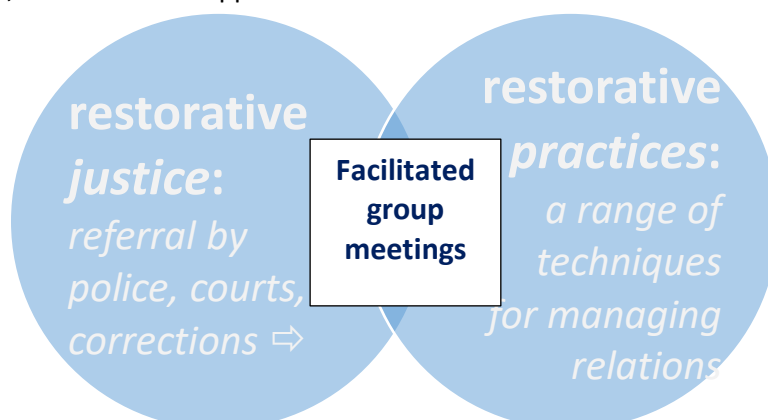 restorative
justice:
referral by
police, courts,
corrections ⇨
Facilitated
group
meetings
restorative
practices:
a range of
techniques
for managing
relations